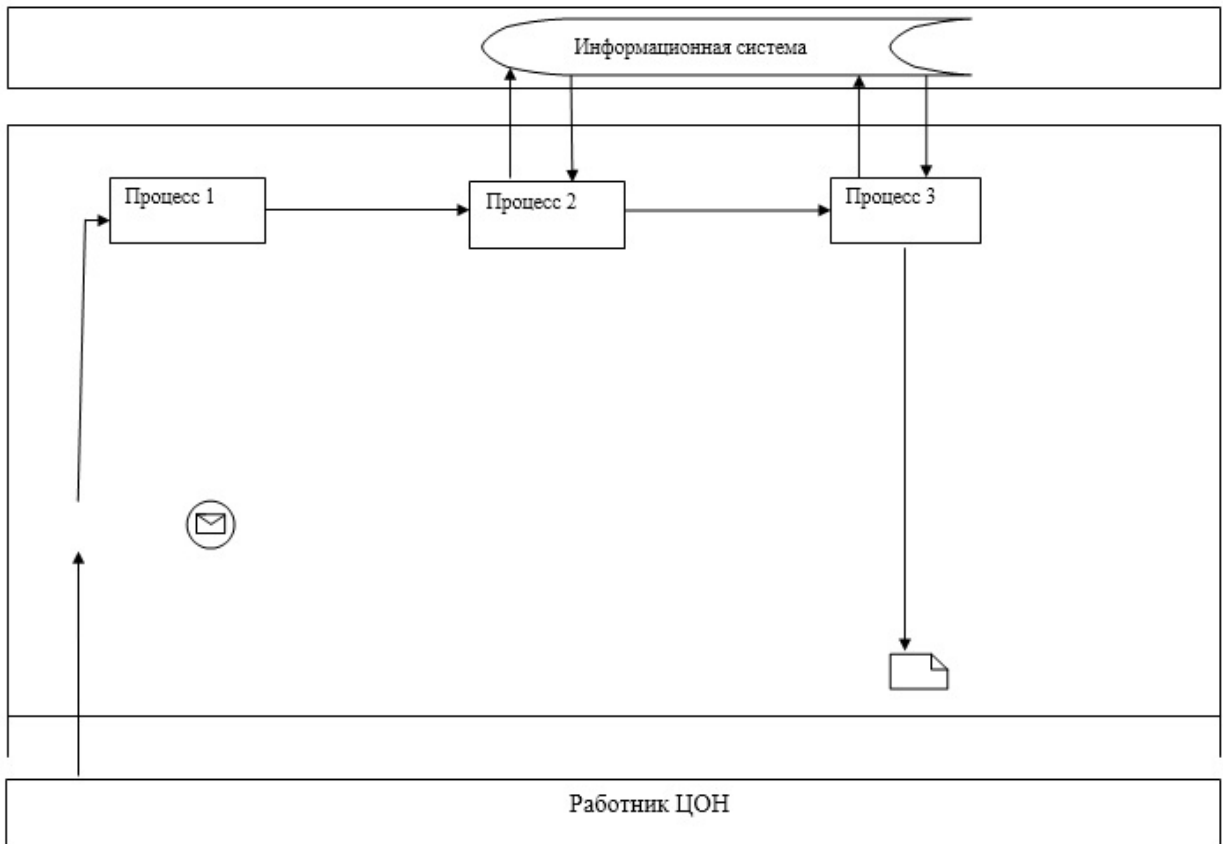 Информационная система
Процесс 1
Процесс 2
Процесс 3
Работник ЦОН